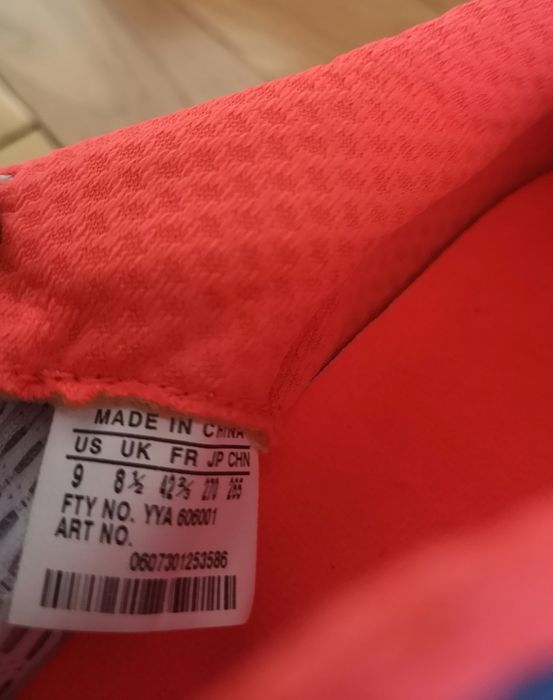 MADE IN CHINA
US UK FR JP CHN
9 8½ 42⅔ 270 265
FTY NO. YYA 606001
ART NO.
0607301253586